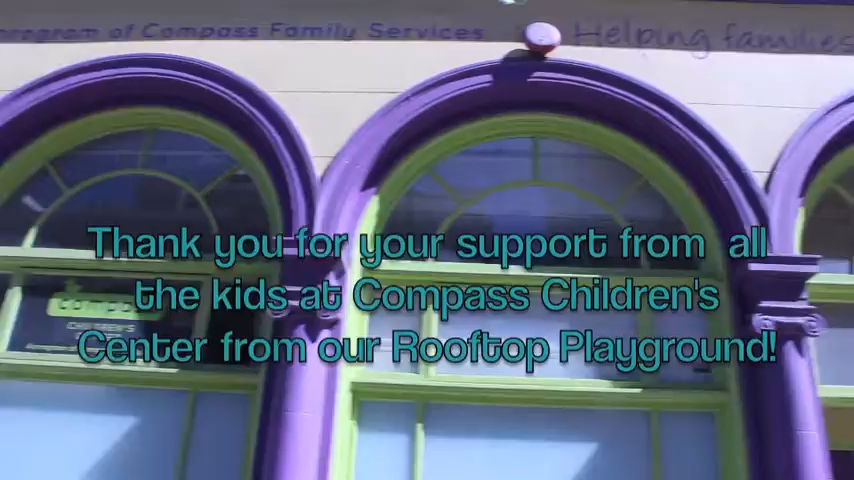 program of Compass Family Services
Helping families
compass
CHILDREN'S
Thank you for your support from all
the kids at Compass Children's
Center from our Rooftop Playground!